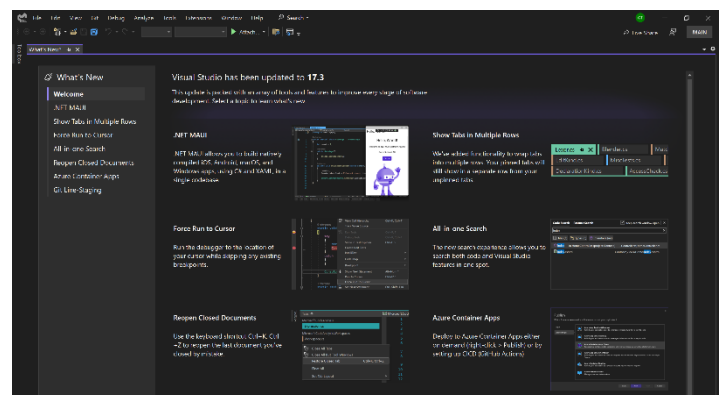 File Edit View Git Debug Analyze Tools Extensions Window Help Search
Attach...
Live Share
MAIN
Toolbox
What's New?
What's New
Welcome
.NET MAUI
Show Tabs in Multiple Rows
Force Run to Cursor
All-in-one Search
Reopen Closed Documents
Azure Container Apps
Git Line-Staging
Visual Studio has been updated to 17.3
This update is packed with an array of tools and features to improve every stage of software
development. Select a topic to learn what's new
.NET MAUI
.NET MAUI allows you to build natively
compiled iOS, Android, macOS, and
Windows apps, using C# and XAML, in a
single codebase
Show Tabs in Multiple Rows
We've added functionality to wrap tabs
into multiple rows. Your pinned tabs will
still show in a separate row from your
unpinned tabs.
Force Run to Cursor
Run the debugger to the location of
your cursor while skipping any existing
breakpoints.
All-in-one Search
The new search experience allows you to
search both code and Visual Studio
features in one spot.
Reopen Closed Documents
Use the keyboard shortcut Ctrl+K, Ctrl
+Z to reopen the last document you've
closed by mistake
Azure Container Apps
Deploy to Azure Container Apps either
on demand (right-click > Publish) or by
setting up CI/CD (GitHub Actions)